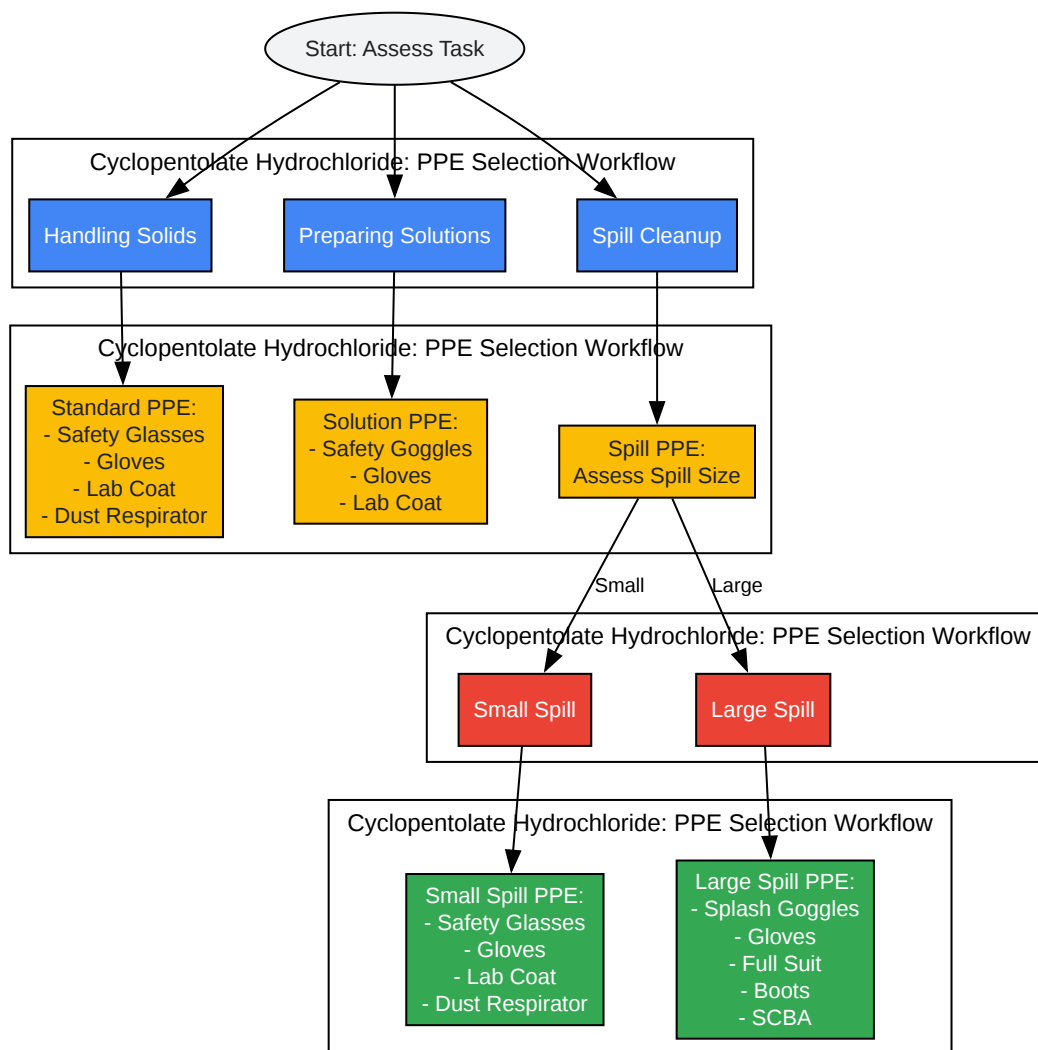 Start: Assess Task
Cyclopentolate Hydrochloride: PPE Selection Workflow
Handling Solids
Preparing Solutions
Spill Cleanup
Cyclopentolate Hydrochloride: PPE Selection Workflow
Standard PPE:
- Safety Glasses
- Gloves
- Lab Coat
- Dust Respirator
Solution PPE:
- Safety Goggles
- Gloves
- Lab Coat
Spill PPE:
Assess Spill Size
Small
Large
Cyclopentolate Hydrochloride: PPE Selection Workflow
Small Spill
Large Spill
Cyclopentolate Hydrochloride: PPE Selection Workflow
Small Spill PPE:
- Safety Glasses
- Gloves
- Lab Coat
- Dust Respirator
Large Spill PPE:
- Splash Goggles
- Gloves
- Full Suit
- Boots
- SCBA